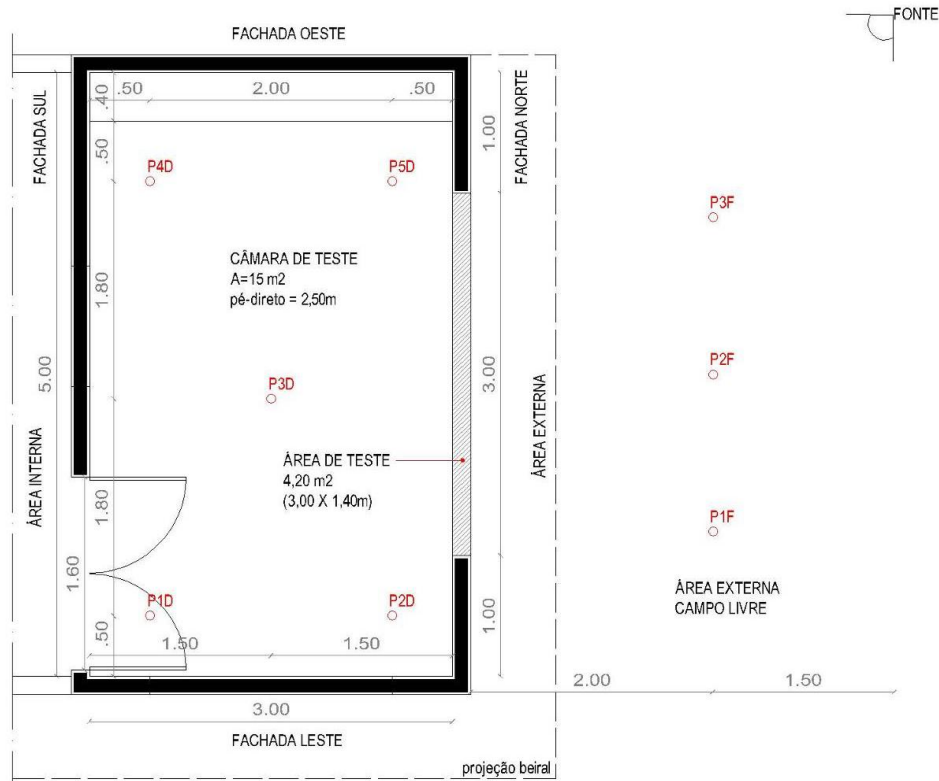 FONTE
FACHADA OESTE
.50
2.00
.50
.40
FACHADA SUL
FACHADA NORTE
.50
1.00
P4D
P5D
P3F
CÂMARA DE TESTE
A=15 m2
pé-direto = 2,50m
1.80
5.00
3.00
P2F
P3D
ÁREA INTERNA
ÁREA EXTERNA
ÁREA DE TESTE
4,20 m2
(3,00 X 1,40m)
1.80
P1F
1.60
ÁREA EXTERNA
CAMPO LIVRE
P1D
P2D
1.00
.50
1.50
1.50
2.00
1.50
3.00
FACHADA LESTE
projeção beiral